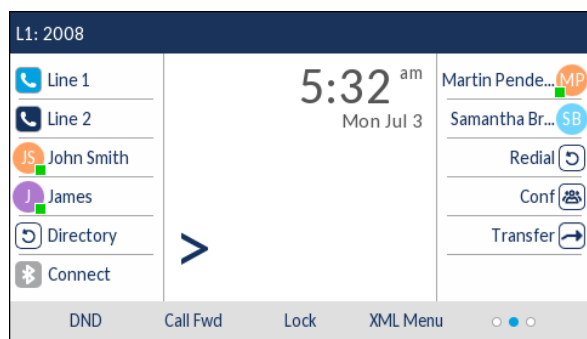 L1: 2008
Line 1
Line 2
JS John Smith
J James
Directory
Connect
5:32 am
Mon Jul 3
>
Martin Pende... MP
Samantha Br... SB
Redial
Conf
Transfer
DND Call Fwd Lock XML Menu